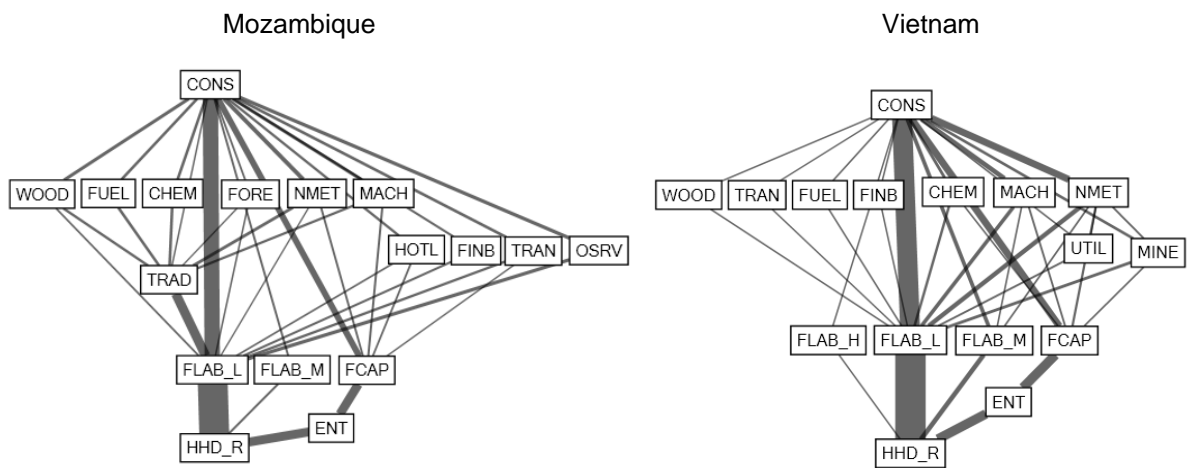 Mozambique
CONS
WOOD FUEL CHEM FORE NMET MACH
HOTL FINB TRAN OSRV
TRAD
FLAB_L FLAB_M FCAP
ENT
HHD_R
Vietnam
CONS
WOOD TRAN FUEL FINB CHEM MACH NMET
UTIL MINE
FLAB_H FLAB_L FLAB_M FCAP
ENT
HHD_R